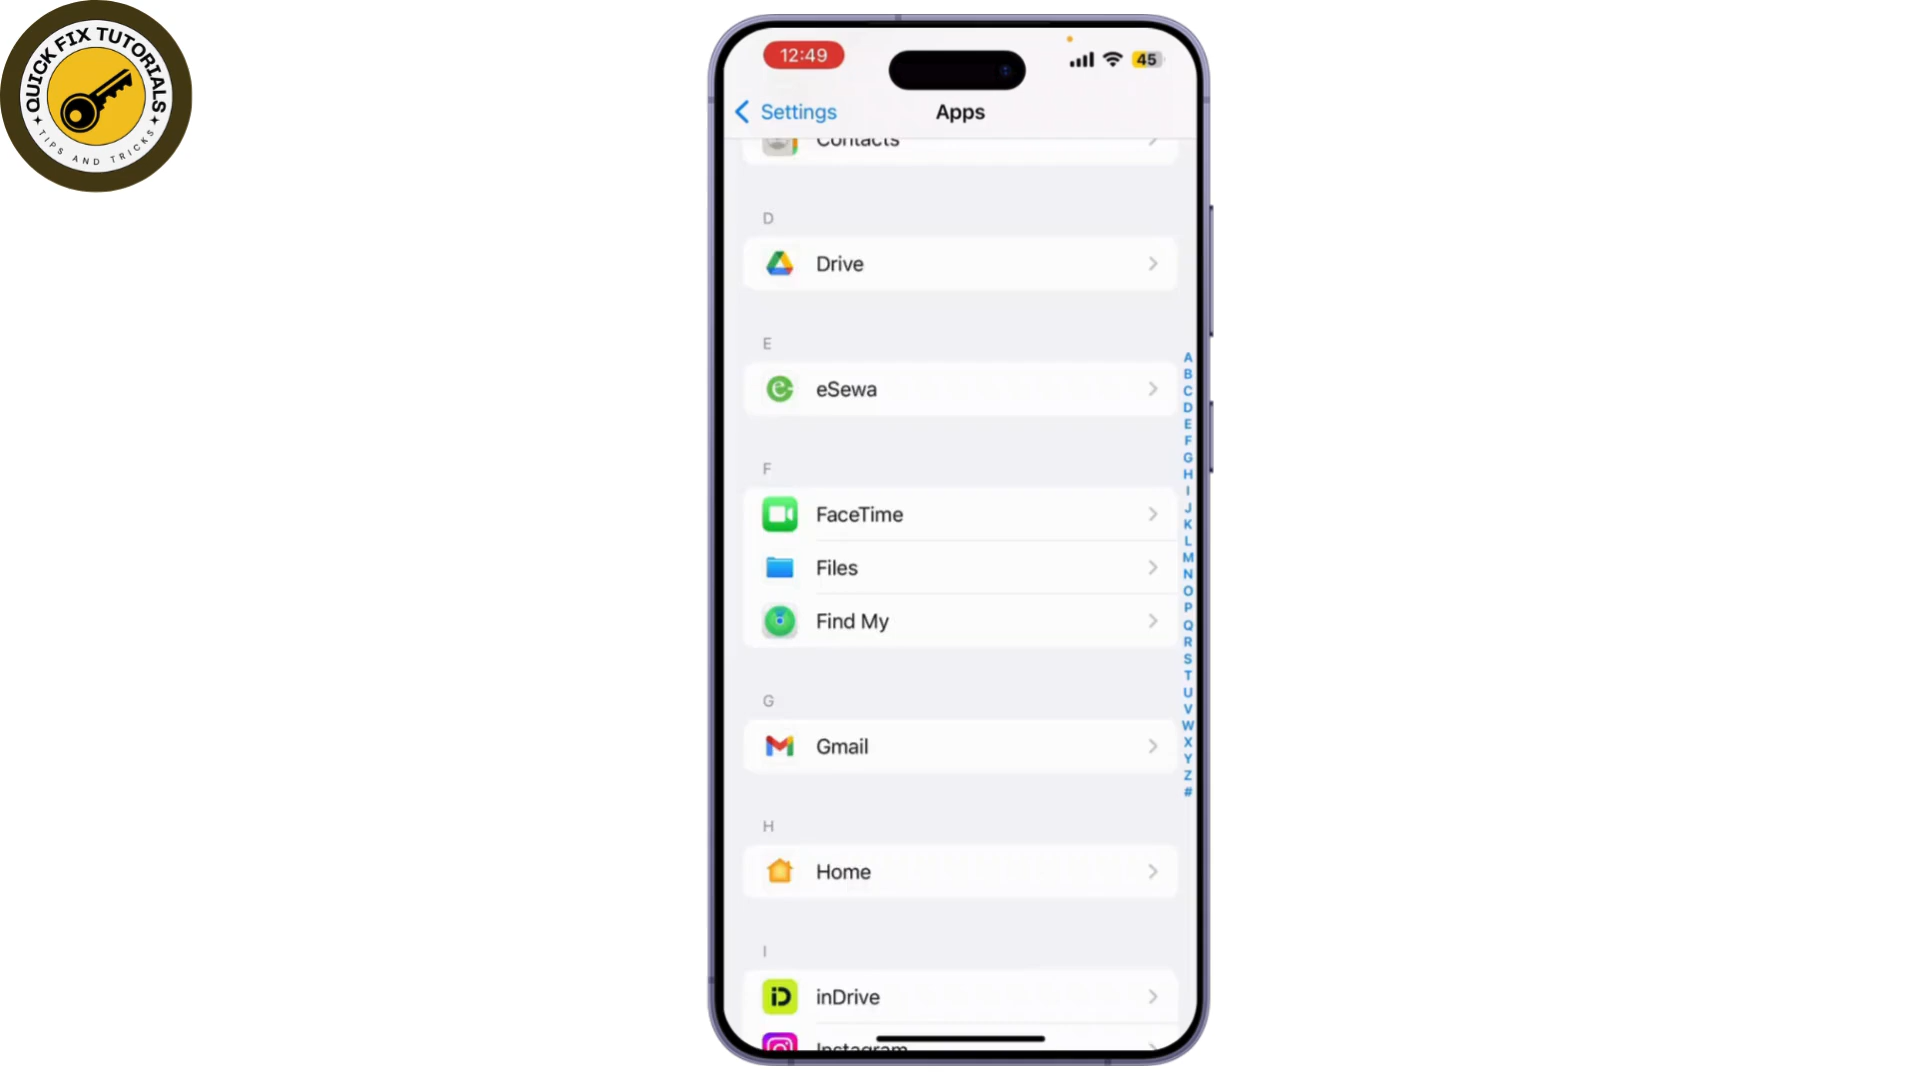 QUICK FIX TUTORIALS
TIPS AND TRICKS
12:49
45
Settings
Apps
Contacts
D
Drive
E
eSewa
F
FaceTime
Files
Find My
G
Gmail
H
Home
I
iD
inDrive
Instagram
A
B
C
D
E
F
G
H
I
J
K
L
M
N
O
P
Q
R
S
T
U
V
W
X
Y
Z
#